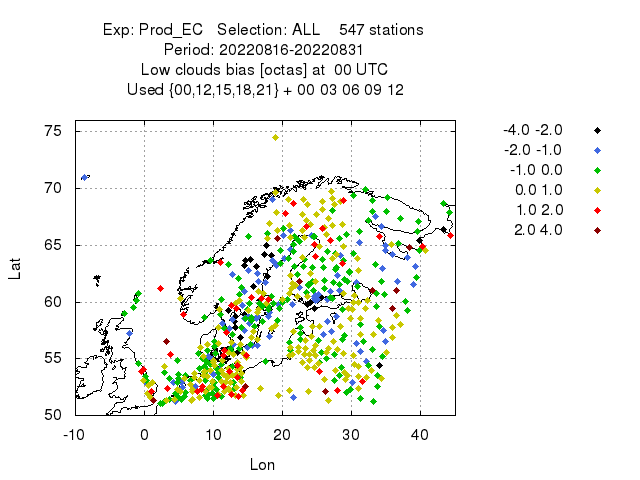 Exp: Prod_EC   Selection: ALL    547 stations
Period: 20220816-20220831
Low clouds bias [octas] at  00 UTC
Used {00,12,15,18,21} + 00 03 06 09 12
75
70
65
60
55
50
-10 0 10 20 30 40
Lat
Lon
-4.0 -2.0
-2.0 -1.0
-1.0 0.0
0.0 1.0
1.0 2.0
2.0 4.0